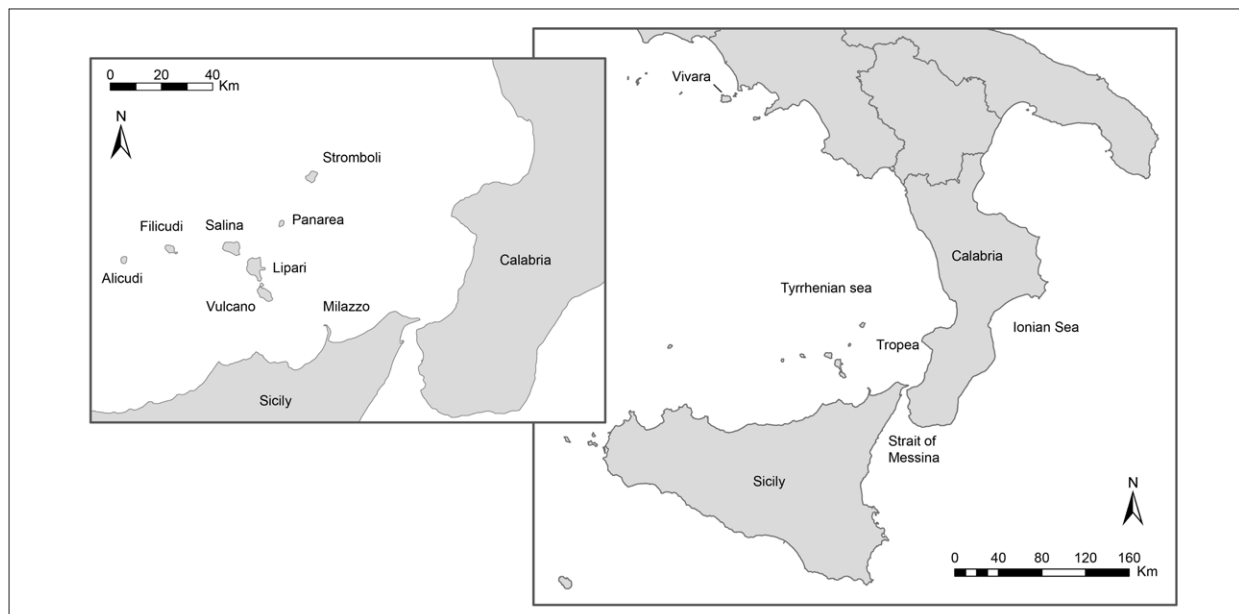 0 20 40
Km
N
Stromboli
Panarea
Filicudi
Salina
Alicudi
Lipari
Vulcano
Milazzo
Calabria
Sicily
Vivara
Calabria
Tyrrhenian sea
Ionian Sea
Tropea
Strait of
Messina
Sicily
N
0 40 80 120 160
Km